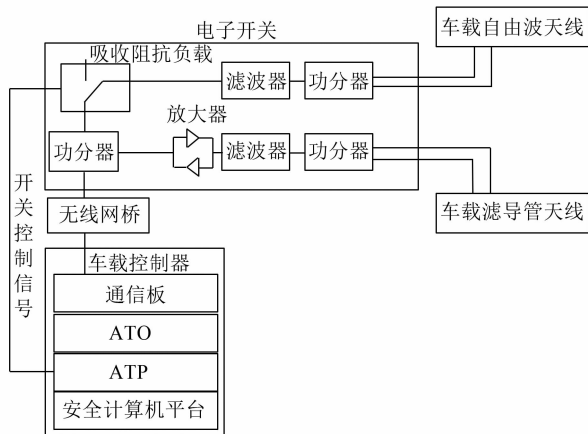 电子开关
车载自由波天线
吸收阻抗负载
滤波器
功分器
放大器
功分器
滤波器
功分器
车载滤导管天线
无线网桥
开关控制信号
车载控制器
通信板
ATO
ATP
安全计算机平台